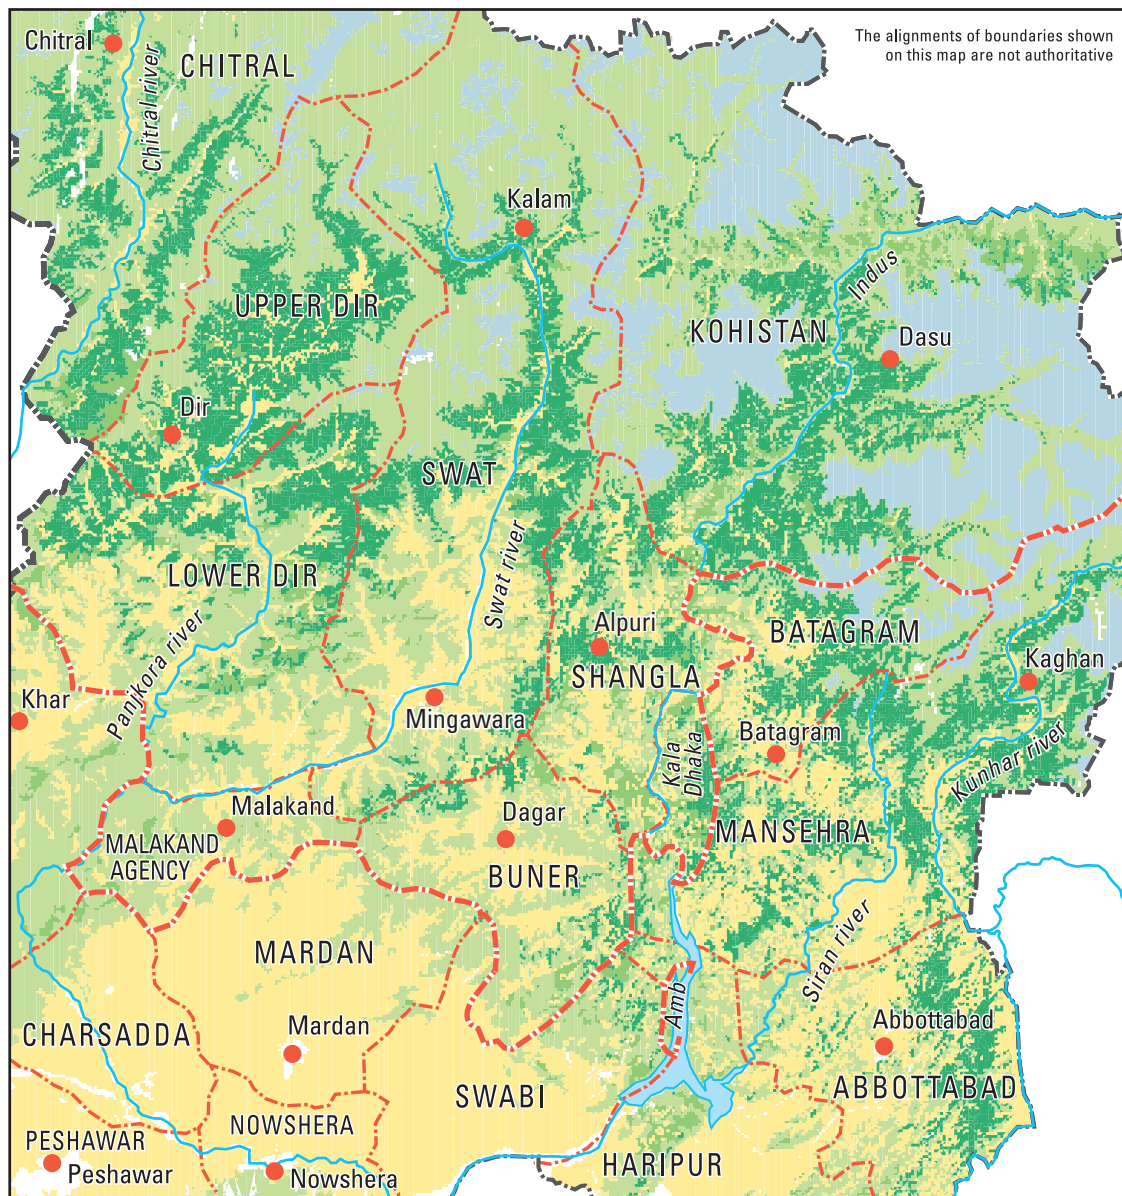 The alignments of boundaries shown
on this map are not authoritative
Chitral
CHITRAL
Chitral river
Kalam
Indus
UPPER DIR
KOHISTAN
Dasu
Dir
SWAT
Swat river
LOWER DIR
Alpuri
BATAGRAM
SHANGLA
Kaghan
Panjkora river
Khar
Mingawara
Kala
Dhaka
Batagram
Kunhar river
Malakand
Dagar
MALAKAND
AGENCY
MANSEHRA
BUNER
MARDAN
Siran river
Amb
CHARSADDA
Mardan
Abbottabad
SWABI
ABBOTTABAD
NOWSHERA
PESHAWAR
Peshawar
Nowshera
HARIPUR